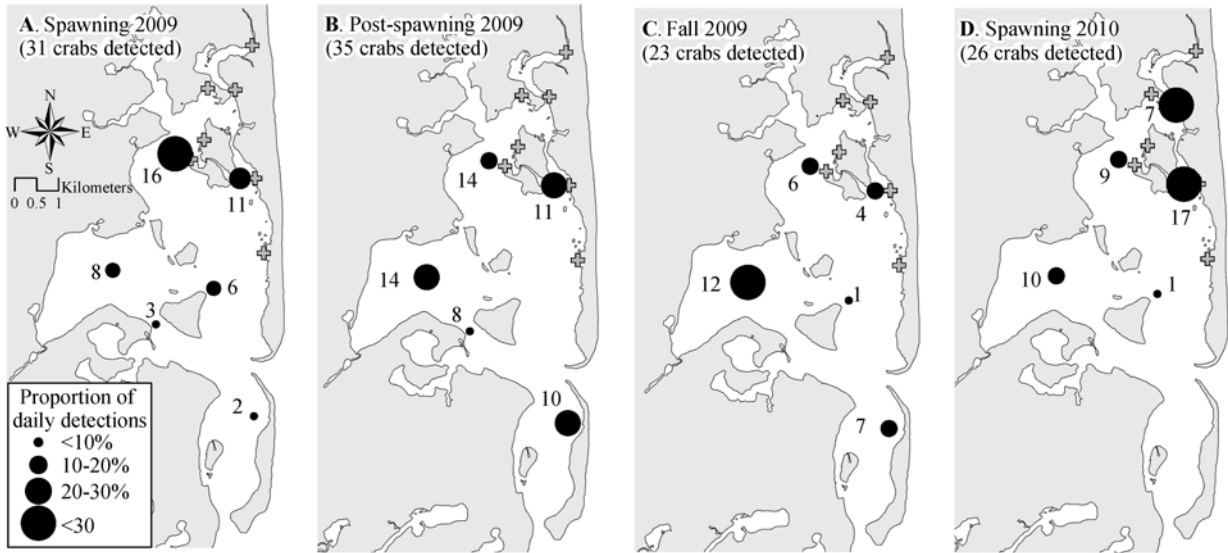 A. Spawning 2009
(31 crabs detected)
N
W E
S
Kilometers
0 0.5 1
16
11
8
6
3
2
Proportion of
daily detections
<10%
10-20%
20-30%
<30
B. Post-spawning 2009
(35 crabs detected)
14
11
14
8
10
C. Fall 2009
(23 crabs detected)
6
4
12
1
7
D. Spawning 2010
(26 crabs detected)
7
9
17
10
1